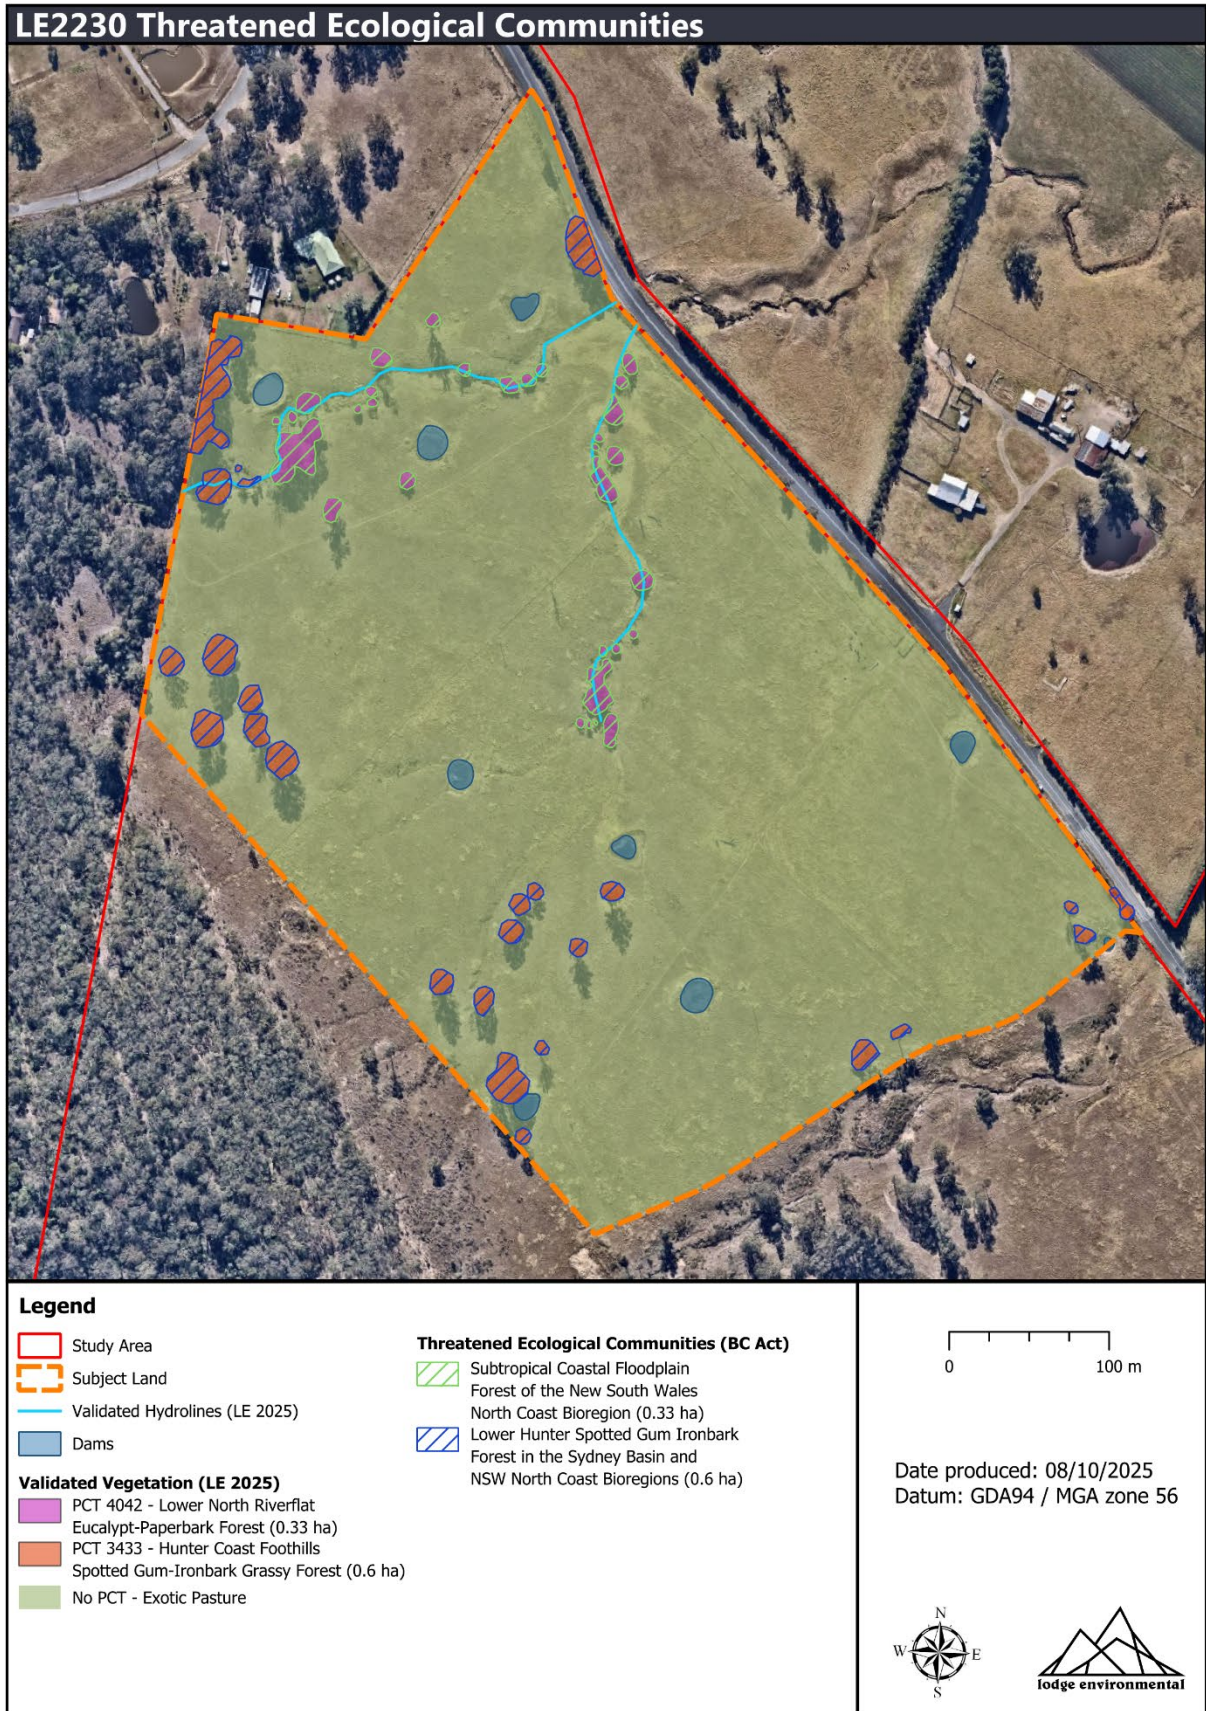 LE2230 Threatened Ecological Communities
Legend
Study Area
Subject Land
Validated Hydrolines (LE 2025)
Dams
Validated Vegetation (LE 2025)
PCT 4042 - Lower North Riverflat
Eucalypt-Paperbark Forest (0.33 ha)
PCT 3433 - Hunter Coast Foothills
Spotted Gum-Ironbark Grassy Forest (0.6 ha)
No PCT - Exotic Pasture
Threatened Ecological Communities (BC Act)
Subtropical Coastal Floodplain
Forest of the New South Wales
North Coast Bioregion (0.33 ha)
Lower Hunter Spotted Gum Ironbark
Forest in the Sydney Basin and
NSW North Coast Bioregions (0.6 ha)
0 100 m
Date produced: 08/10/2025
Datum: GDA94 / MGA zone 56
N
W E
S
lodge environmental